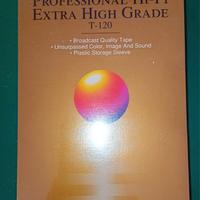 PROFESSIONAL HI-FI
EXTRA HIGH GRADE
T-120
• Broadcast Quality Tape
• Unsurpassed Color, Image And Sound
• Plastic Storage Sleeve